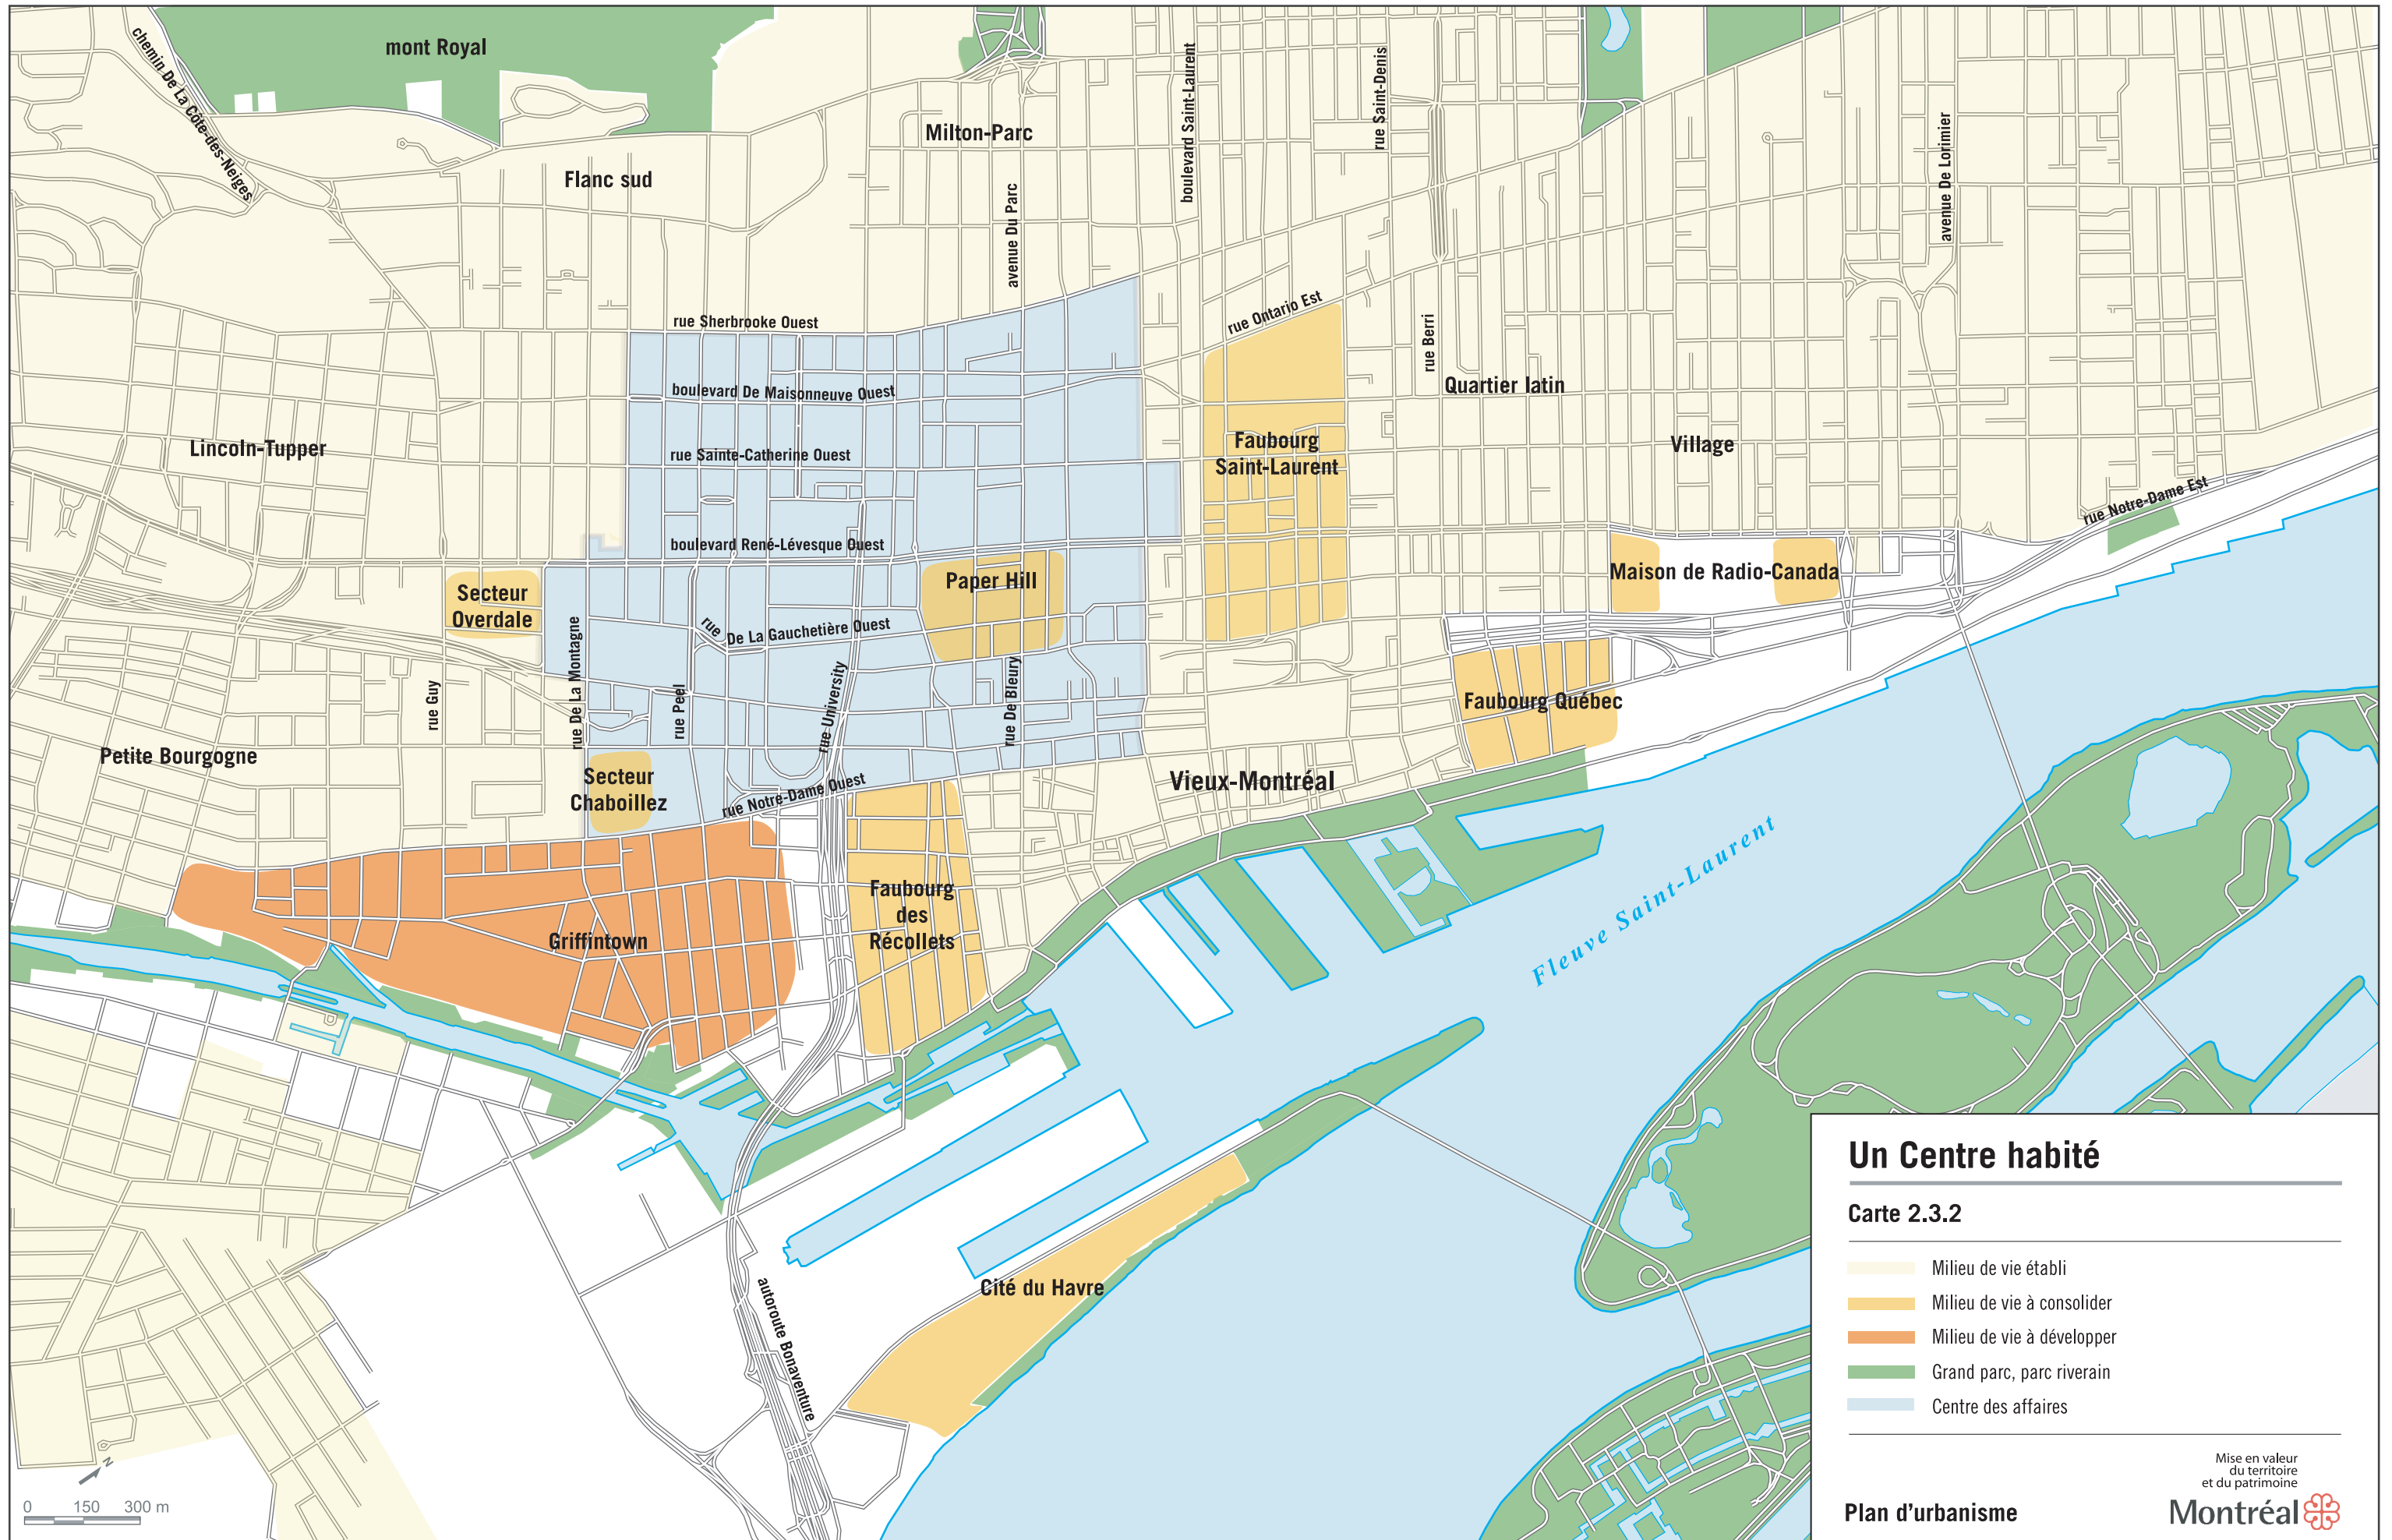 mont Royal
chemin De La Côte-des-Neiges
Flanc sud
Milton-Parc
avenue Du Parc
boulevard Saint-Laurent
rue Saint-Denis
avenue De Lorimier
rue Sherbrooke Ouest
rue Ontario Est
rue Berri
boulevard De Maisonneuve Ouest
Quartier latin
Lincoln-Tupper
rue Sainte-Catherine Ouest
Faubourg
Saint-Laurent
Village
rue Notre-Dame Est
boulevard René-Lévesque Ouest
Secteur
Overdale
Paper Hill
Maison de Radio-Canada
rue De La Gauchetière Ouest
rue Guy
rue De La Montagne
rue Peel
rue University
rue De Bleury
Faubourg Québec
Petite Bourgogne
Secteur
Chaboillez
rue Notre-Dame Ouest
Vieux-Montréal
Faubourg
des
Récollets
Griffintown
Fleuve Saint-Laurent
Cité du Havre
autoroute Bonaventure
N
0 150 300 m
Un Centre habité
Carte 2.3.2
Milieu de vie établi
Milieu de vie à consolider
Milieu de vie à développer
Grand parc, parc riverain
Centre des affaires
Mise en valeur
du territoire
et du patrimoine
Plan d'urbanisme
Montréal